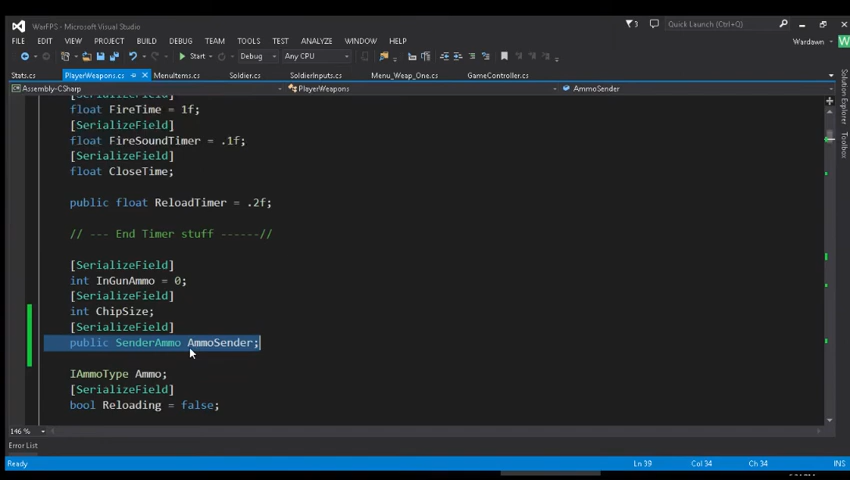 WarFPS - Microsoft Visual Studio
3
Quick Launch (Ctrl+Q)
FILE EDIT VIEW PROJECT BUILD DEBUG TEAM TOOLS TEST ANALYZE WINDOW HELP
Wardawn
W
Start Debug Any CPU
Stats.cs PlayerWeapons.cs MenuItems.cs Soldier.cs SoldierInputs.cs Menu_Weap_One.cs GameController.cs
Assembly-CSharp PlayerWeapons AmmoSender
[SerializeField]
float FireTime = 1f;
[SerializeField]
float FireSoundTimer = .1f;
[SerializeField]
float CloseTime;
public float ReloadTimer = .2f;
// --- End Timer stuff ------//
[SerializeField]
int InGunAmmo = 0;
[SerializeField]
int ChipSize;
[SerializeField]
public SenderAmmo AmmoSender;
IAmmoType Ammo;
[SerializeField]
bool Reloading = false;
Solution Explorer
Toolbox
146 %
Error List
Ready Ln 39 Col 34 Ch 34 INS